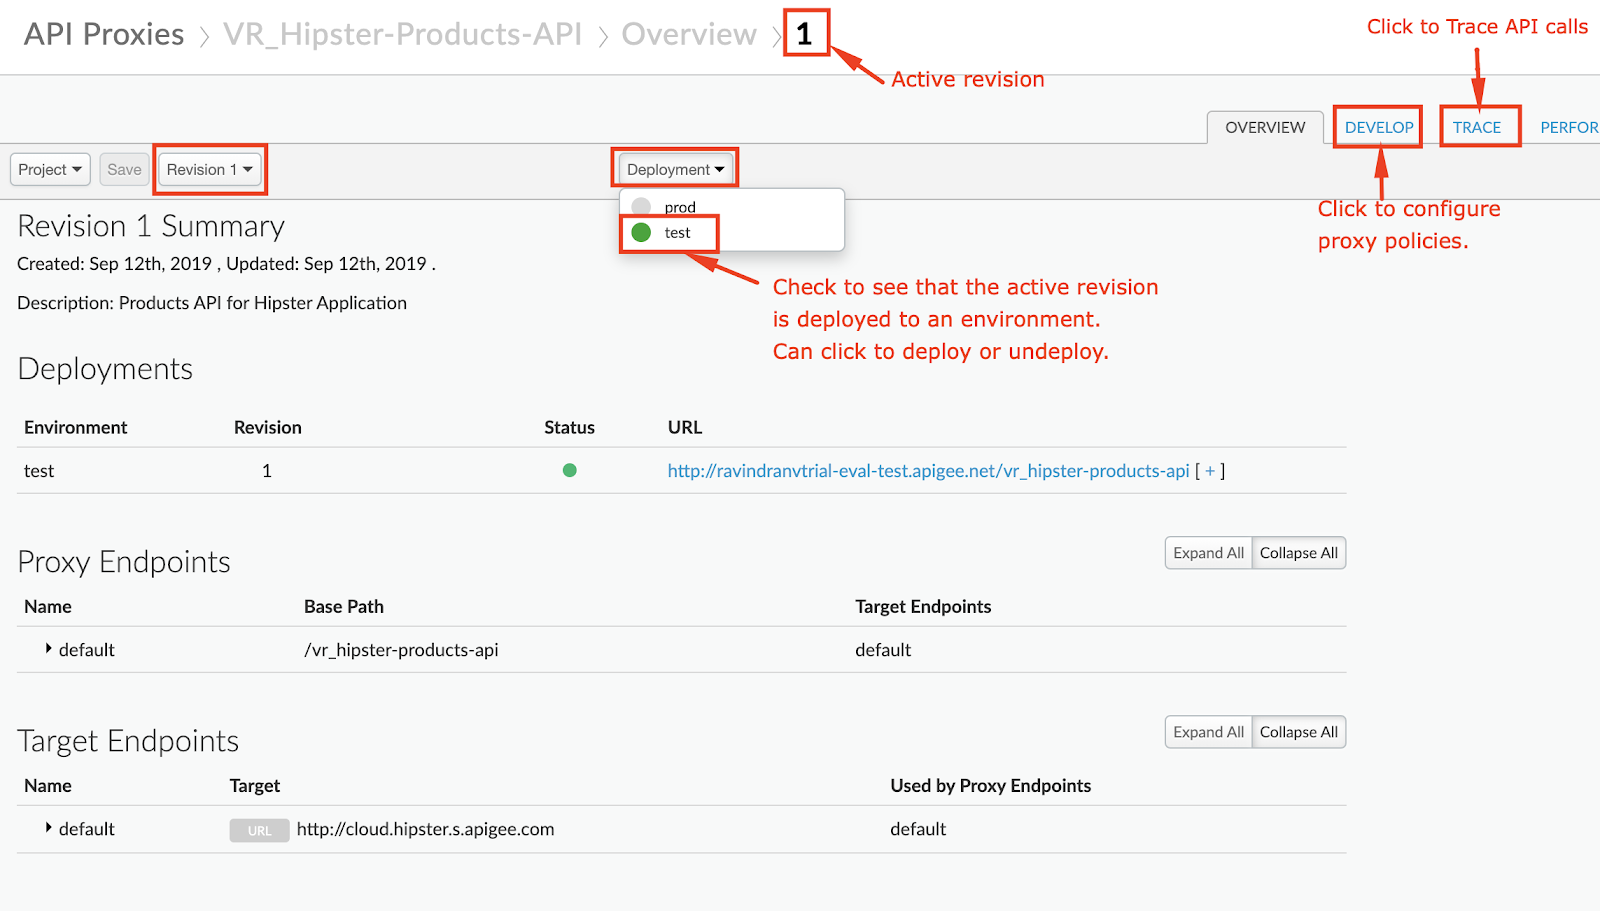 API Proxies > VR_Hipster-Products-API > Overview > 1
Click to Trace API calls
Active revision
OVERVIEW DEVELOP TRACE PERFOR
Project Save Revision 1 Deployment
prod
test
Click to configure
proxy policies.
Revision 1 Summary
Created: Sep 12th, 2019 , Updated: Sep 12th, 2019 .
Description: Products API for Hipster Application
Check to see that the active revision
is deployed to an environment.
Can click to deploy or undeploy.
Deployments
Environment Revision Status URL
test 1 http://ravindranvtrial-eval-test.apigee.net/vr_hipster-products-api [ + ]
Proxy Endpoints
Expand All Collapse All
Name Base Path Target Endpoints
default /vr_hipster-products-api default
Target Endpoints
Expand All Collapse All
Name Target Used by Proxy Endpoints
default URL http://cloud.hipster.s.apigee.com default